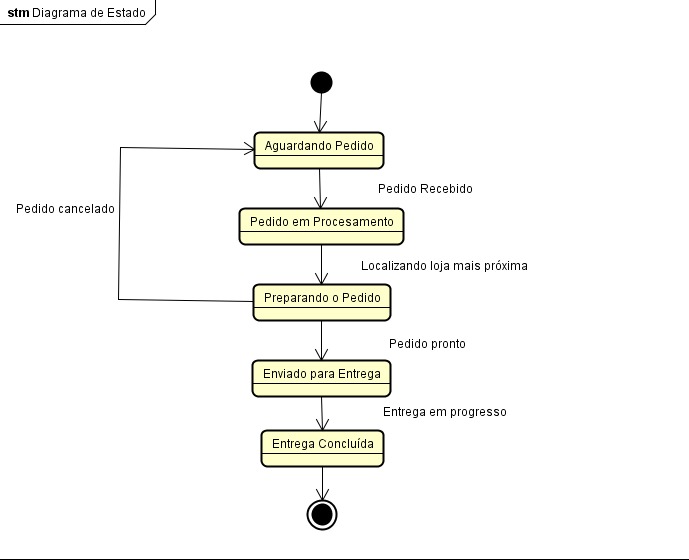 stm Diagrama de Estado
Aguardando Pedido
Pedido Recebido
Pedido cancelado
Pedido em Procesamento
Localizando loja mais próxima
Preparando o Pedido
Pedido pronto
Enviado para Entrega
Entrega em progresso
Entrega Concluída